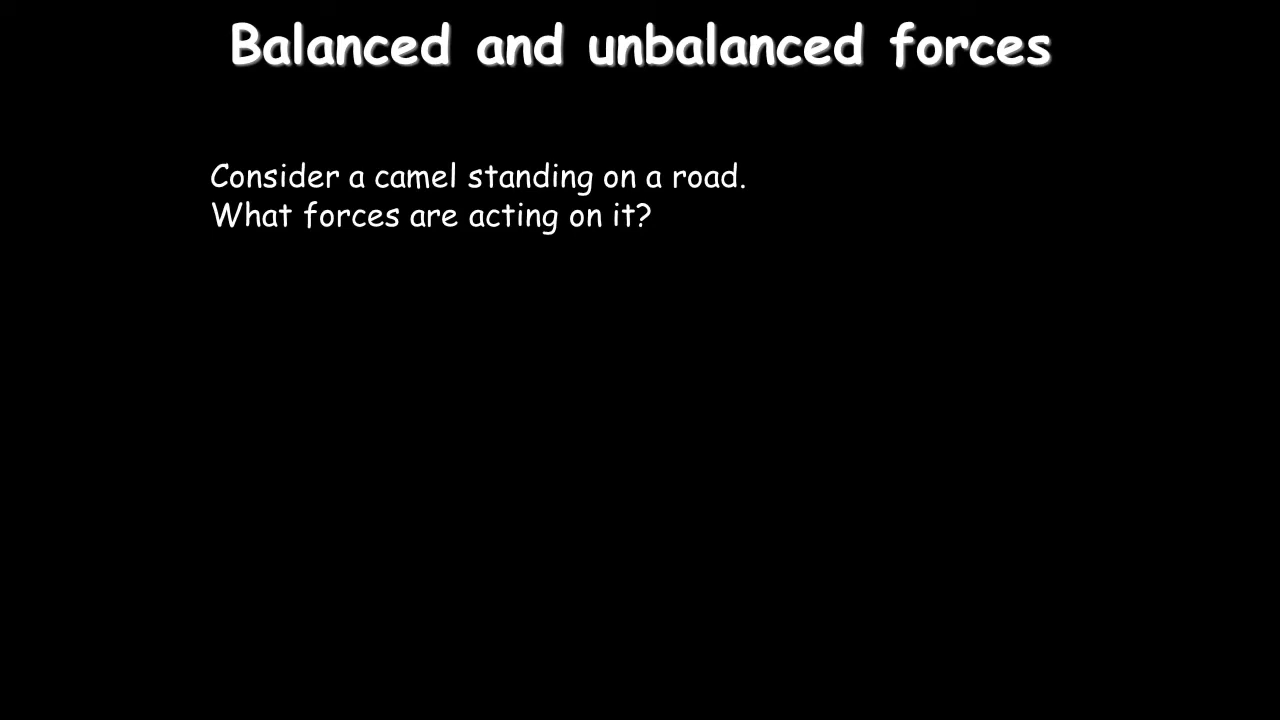 Balanced and unbalanced forces
Consider a camel standing on a road.
What forces are acting on it?